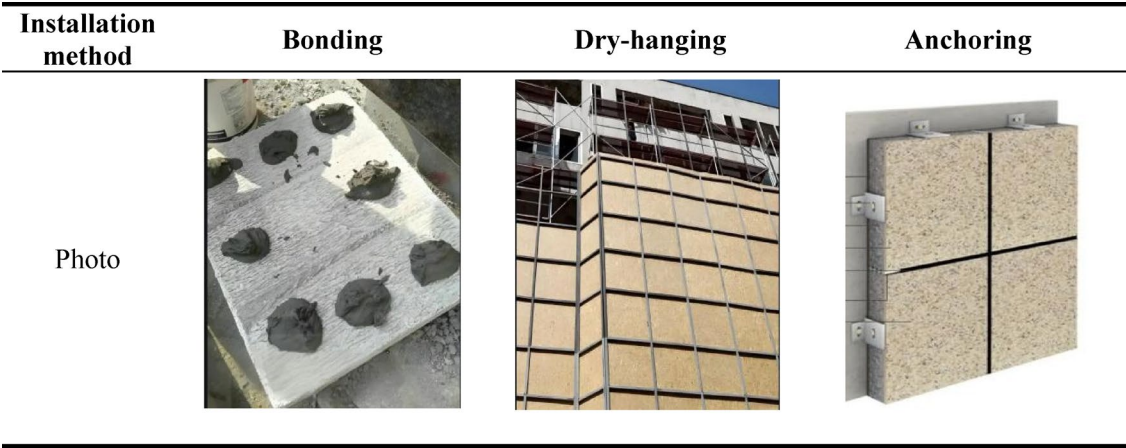 Installation method
Bonding
Dry-hanging
Anchoring
Photo